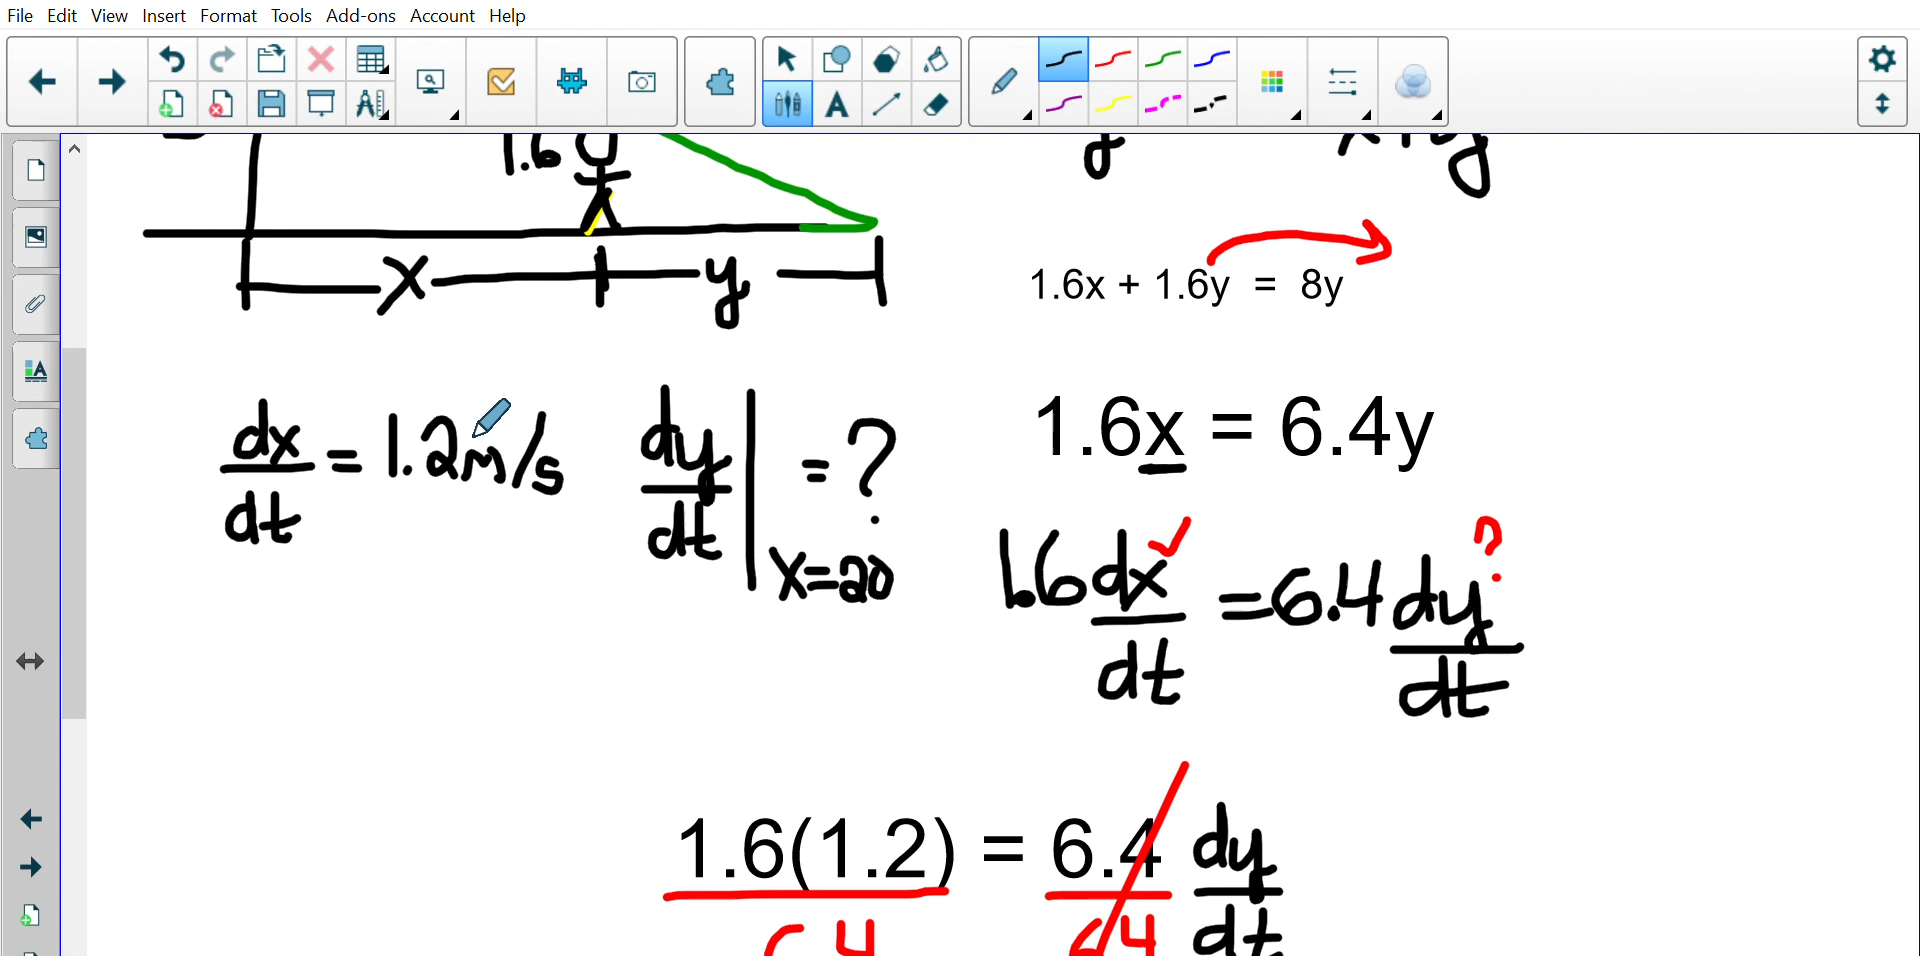 File Edit View Insert Format Tools Add-ons Account Help
1.6
y
1.6x + 1.6y = 8y
x y
dx/dt = 1.2m/s dy/dt | x=20 = ?
1.6x = 6.4y
1.6 dx/dt = 6.4 dy/dt ?
1.6(1.2) = 6.4 dy/dt